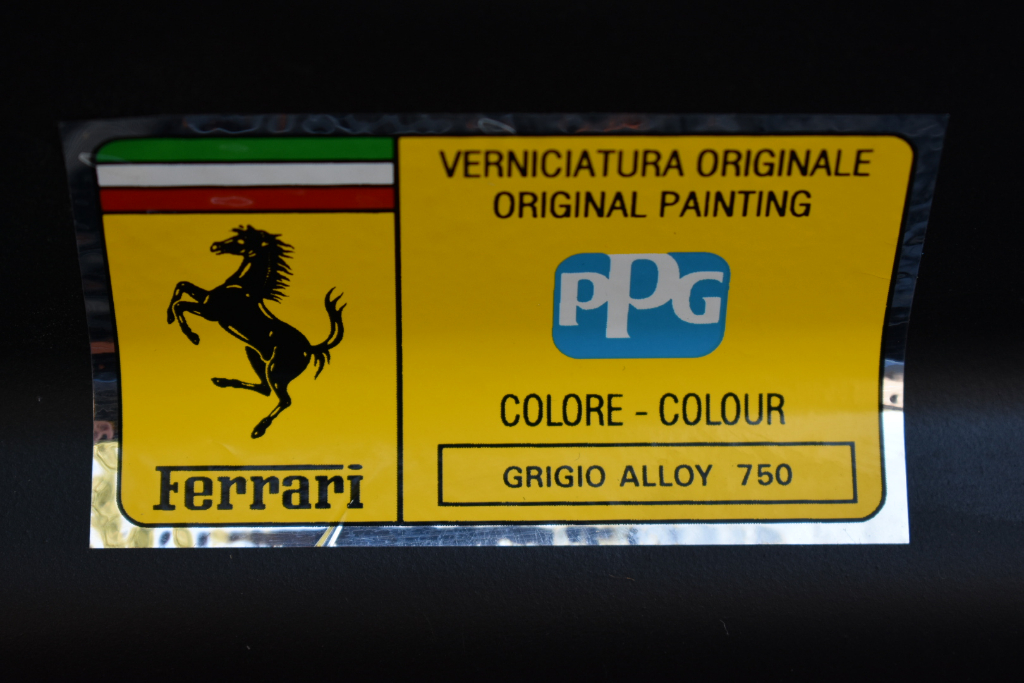 VERNICIATURA ORIGINALE
ORIGINAL PAINTING
PPG
COLORE - COLOUR
GRIGIO ALLOY 750
Ferrari